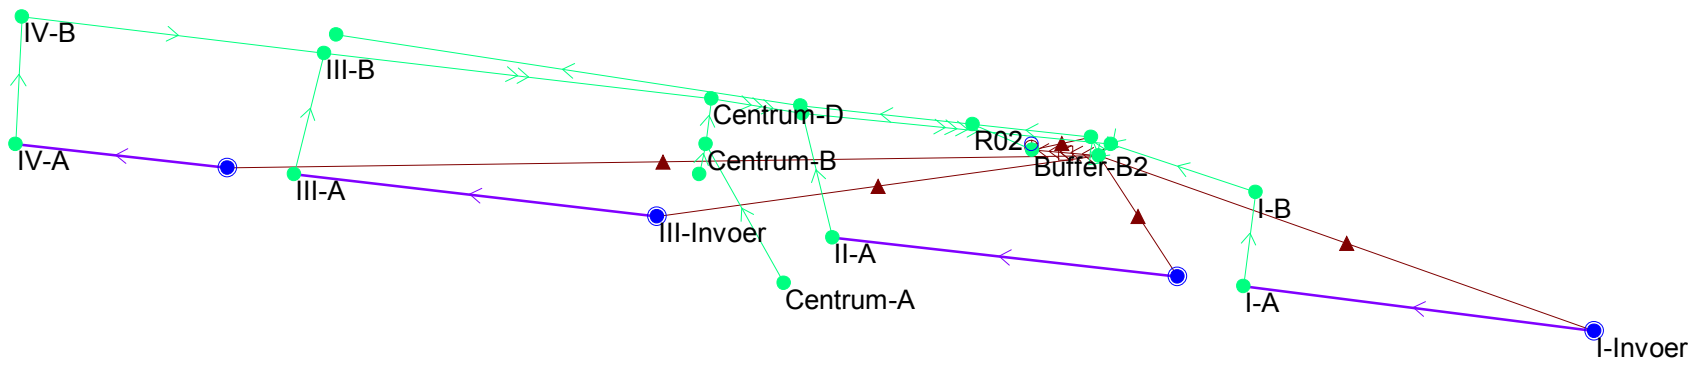 IV-B
III-B
Centrum-D
R02
Buffer-B2
IV-A
III-A
Centrum-B
I-B
III-Invoer
II-A
Centrum-A
I-A
I-Invoer